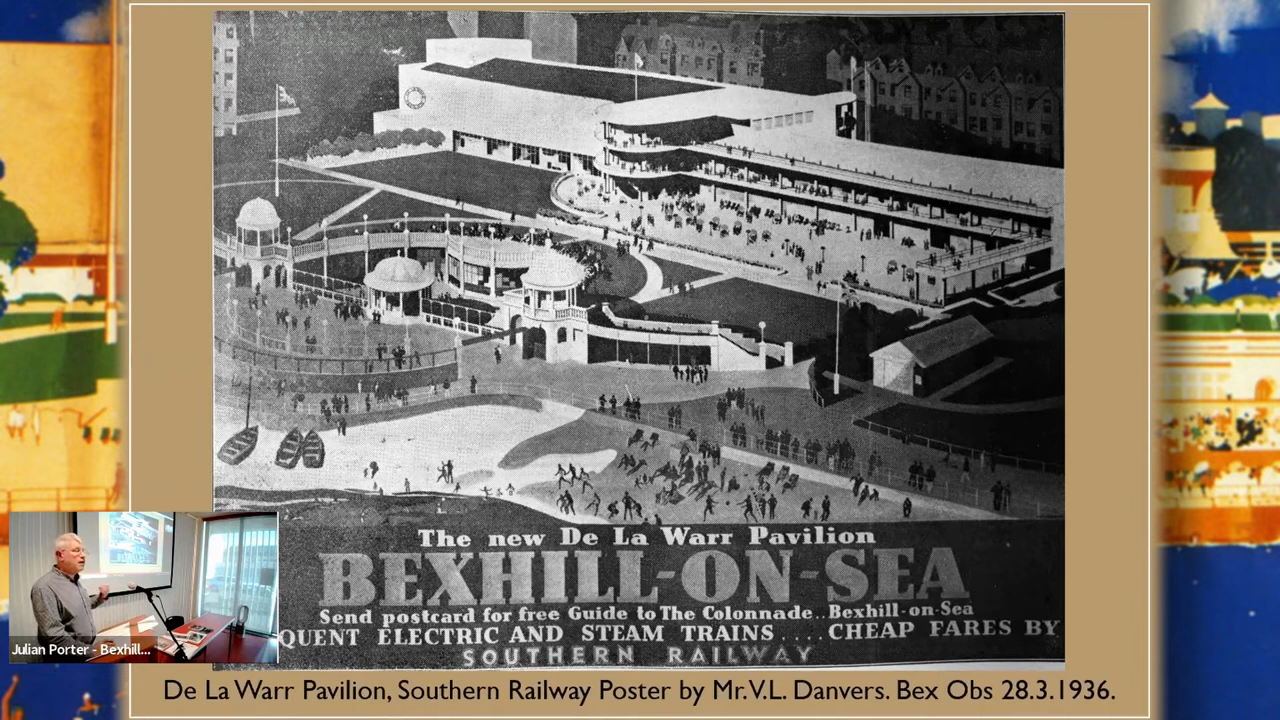 The new De La Warr Pavilion
BEXHILL-ON-SEA
Send postcard for free Guide to The Colonnade..Bexhill-on-Sea
QUENT ELECTRIC AND STEAM TRAINS....CHEAP FARES BY
SOUTHERN RAILWAY
Julian Porter - Bexhill...
De La Warr Pavilion, Southern Railway Poster by Mr.V.L. Danvers. Bex Obs 28.3.1936.